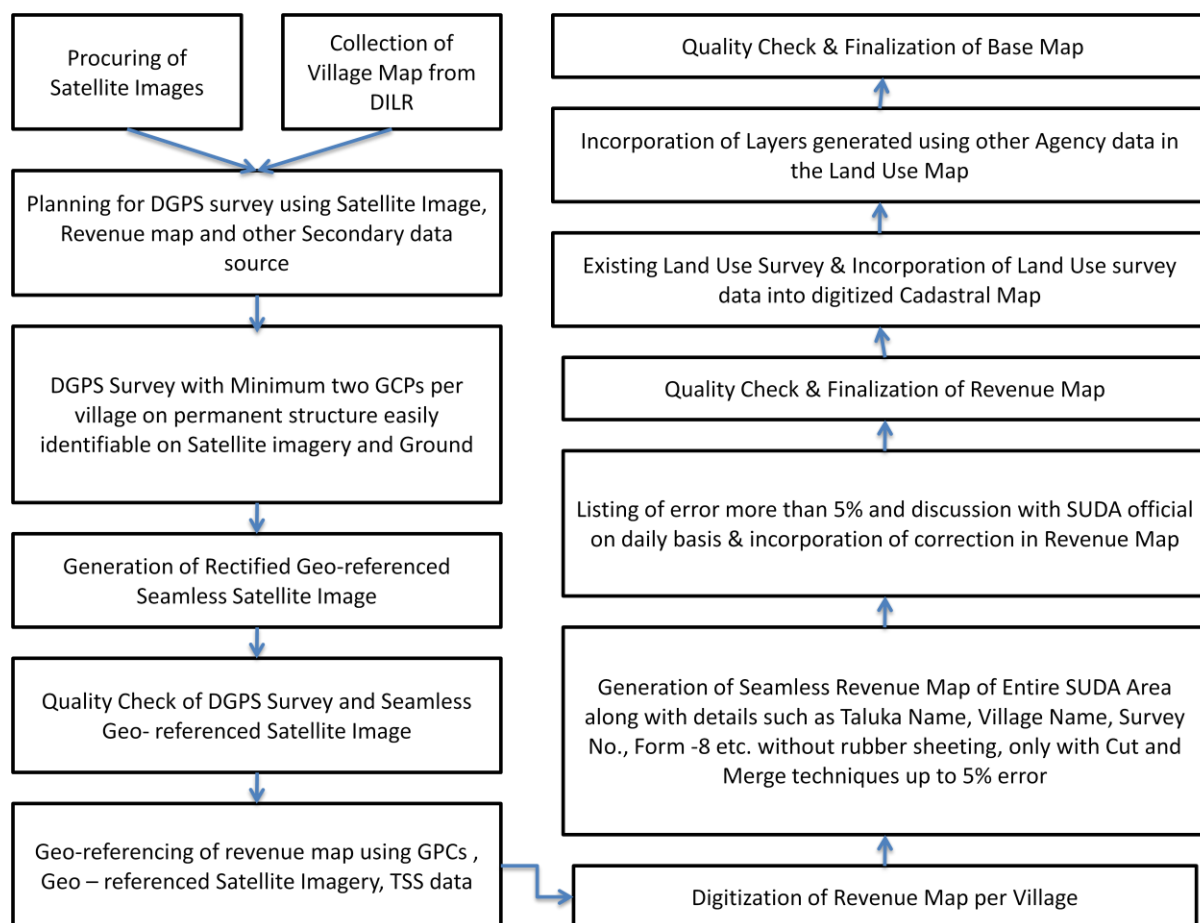 Procuring of
Satellite Images
Collection of
Village Map from
DILR
Planning for DGPS survey using Satellite Image,
Revenue map and other Secondary data
source
DGPS Survey with Minimum two GCPs per
village on permanent structure easily
identifiable on Satellite imagery and Ground
Generation of Rectified Geo-referenced
Seamless Satellite Image
Quality Check of DGPS Survey and Seamless
Geo- referenced Satellite Image
Geo-referencing of revenue map using GPCs ,
Geo – referenced Satellite Imagery, TSS data
Digitization of Revenue Map per Village
Generation of Seamless Revenue Map of Entire SUDA Area
along with details such as Taluka Name, Village Name, Survey
No., Form -8 etc. without rubber sheeting, only with Cut and
Merge techniques up to 5% error
Listing of error more than 5% and discussion with SUDA official
on daily basis & incorporation of correction in Revenue Map
Quality Check & Finalization of Revenue Map
Existing Land Use Survey & Incorporation of Land Use survey
data into digitized Cadastral Map
Incorporation of Layers generated using other Agency data in
the Land Use Map
Quality Check & Finalization of Base Map